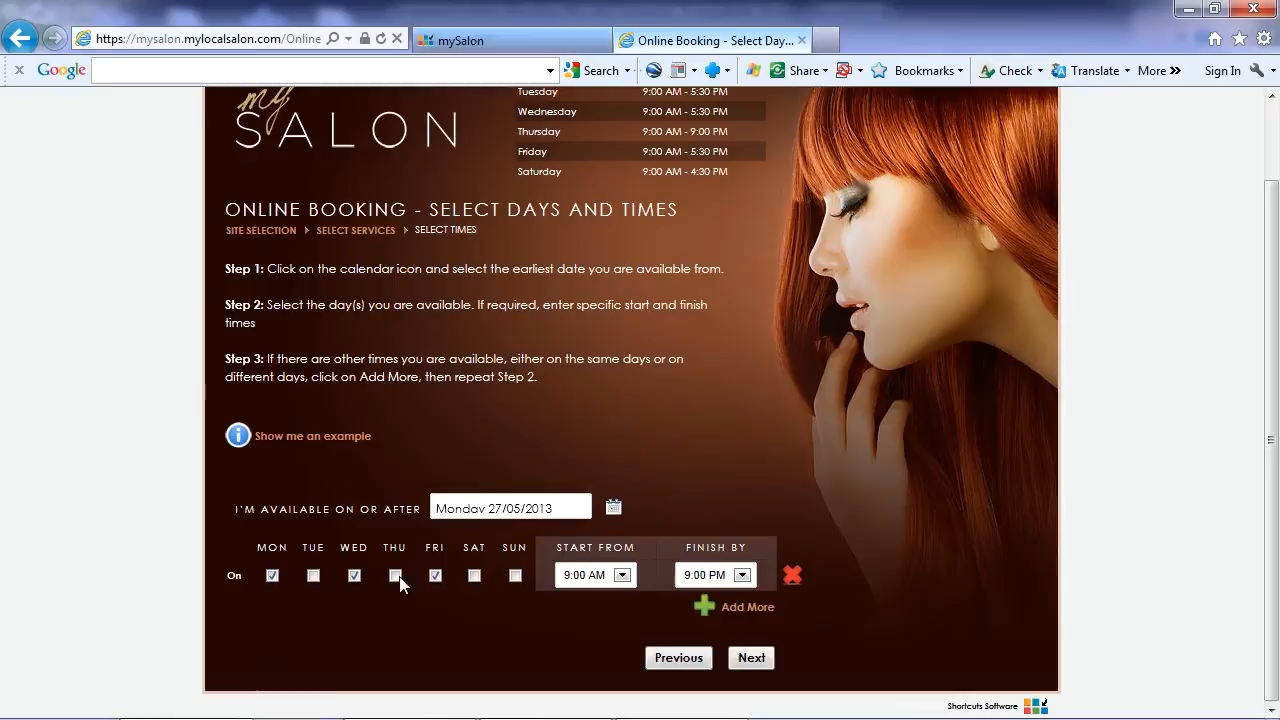 https://mysalon.mylocalsalon.com/Online
mySalon
Online Booking - Select Day...
Google
Search
Share
Bookmarks
Check
Translate
More
Sign In
my
SALON
Tuesday 9:00 AM - 5:30 PM
Wednesday 9:00 AM - 5:30 PM
Thursday 9:00 AM - 9:00 PM
Friday 9:00 AM - 5:30 PM
Saturday 9:00 AM - 4:30 PM
ONLINE BOOKING - SELECT DAYS AND TIMES
SITE SELECTION SELECT SERVICES SELECT TIMES
Step 1: Click on the calendar icon and select the earliest date you are available from.
Step 2: Select the day(s) you are available. If required, enter specific start and finish
times
Step 3: If there are other times you are available, either on the same days or on
different days, click on Add More, then repeat Step 2.
Show me an example
I'M AVAILABLE ON OR AFTER Monday 27/05/2013
MON TUE WED THU FRI SAT SUN START FROM FINISH BY
On 9:00 AM 9:00 PM
Add More
Previous Next
Shortcuts Software